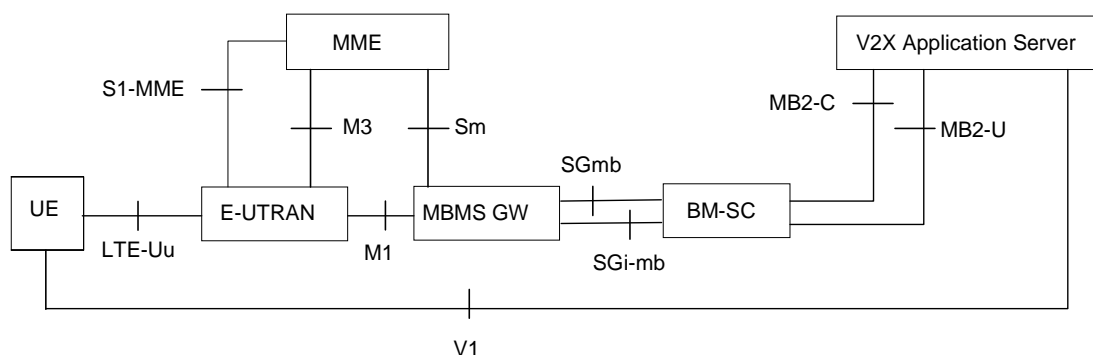 MME
V2X Application Server
S1-MME
MB2-C
M3
Sm
MB2-U
SGmb
UE
E-UTRAN
MBMS GW
BM-SC
LTE-Uu
M1
SGi-mb
V1